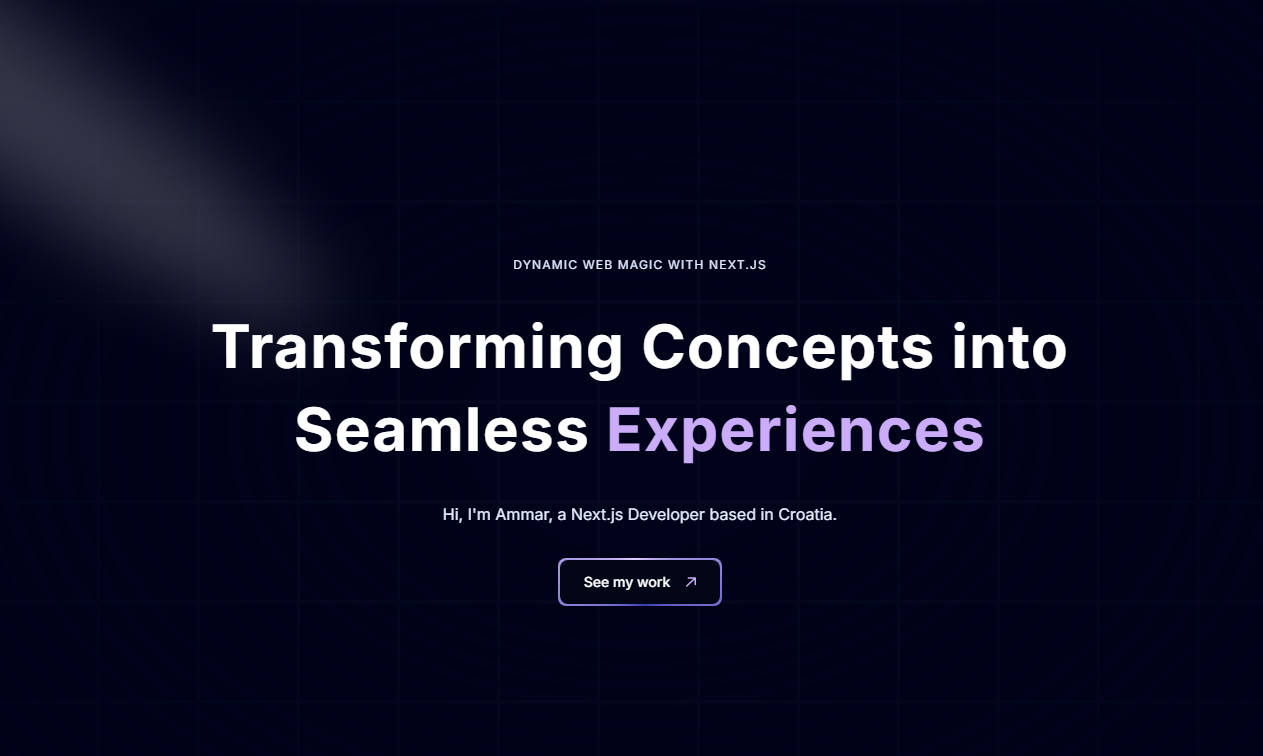 DYNAMIC WEB MAGIC WITH NEXT.JS
Transforming Concepts into
Seamless Experiences
Hi, I'm Ammar, a Next.js Developer based in Croatia.
See my work